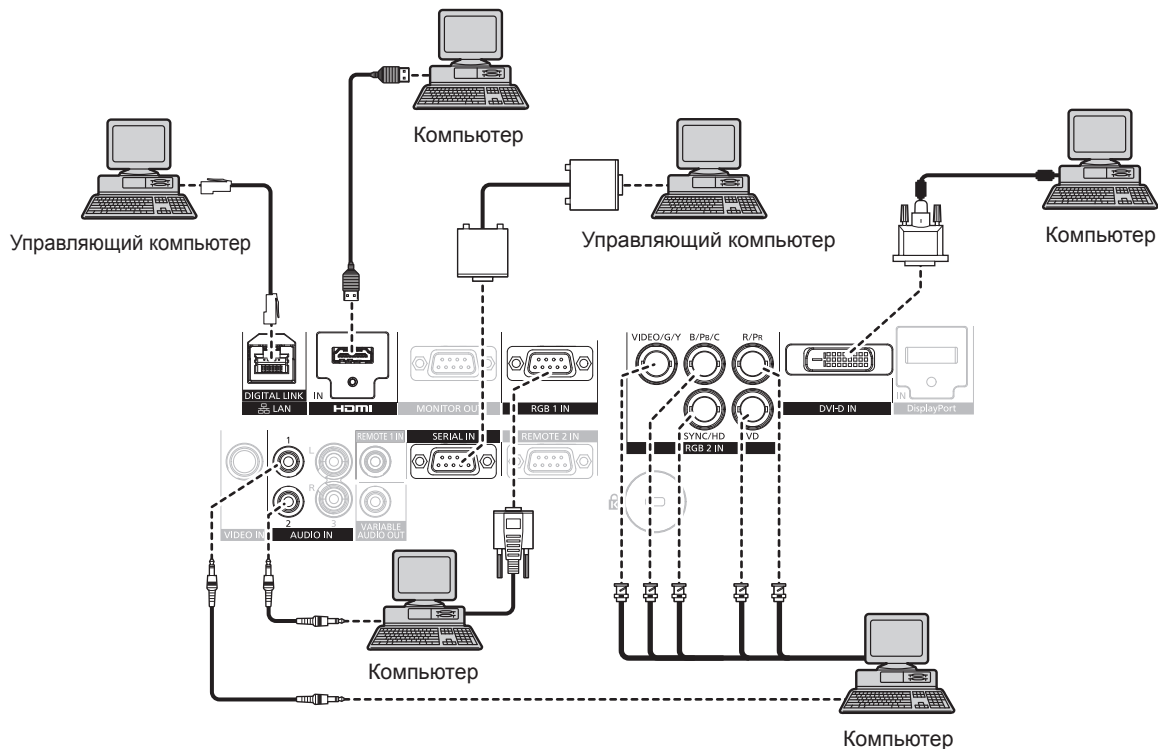 Компьютер
Управляющий компьютер
Управляющий компьютер
Компьютер
VIDEO/G/Y B/PB/C R/PR
DIGITAL LINK
LAN
IN
HDMI
MONITOR OUT
RGB 1 IN
SYNC/HD VD
RGB 2 IN
DVI-D IN
IN
DisplayPort
1
L
REMOTE 1 IN
SERIAL IN
REMOTE 2 IN
R
K
2
3
VIDEO IN
AUDIO IN
VARIABLE
AUDIO OUT
Компьютер
Компьютер